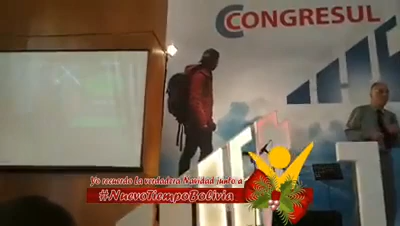 CONGRESUL
Yo recuerdo La verdadera Navidad junto a
#NuevoTiempoBolivia